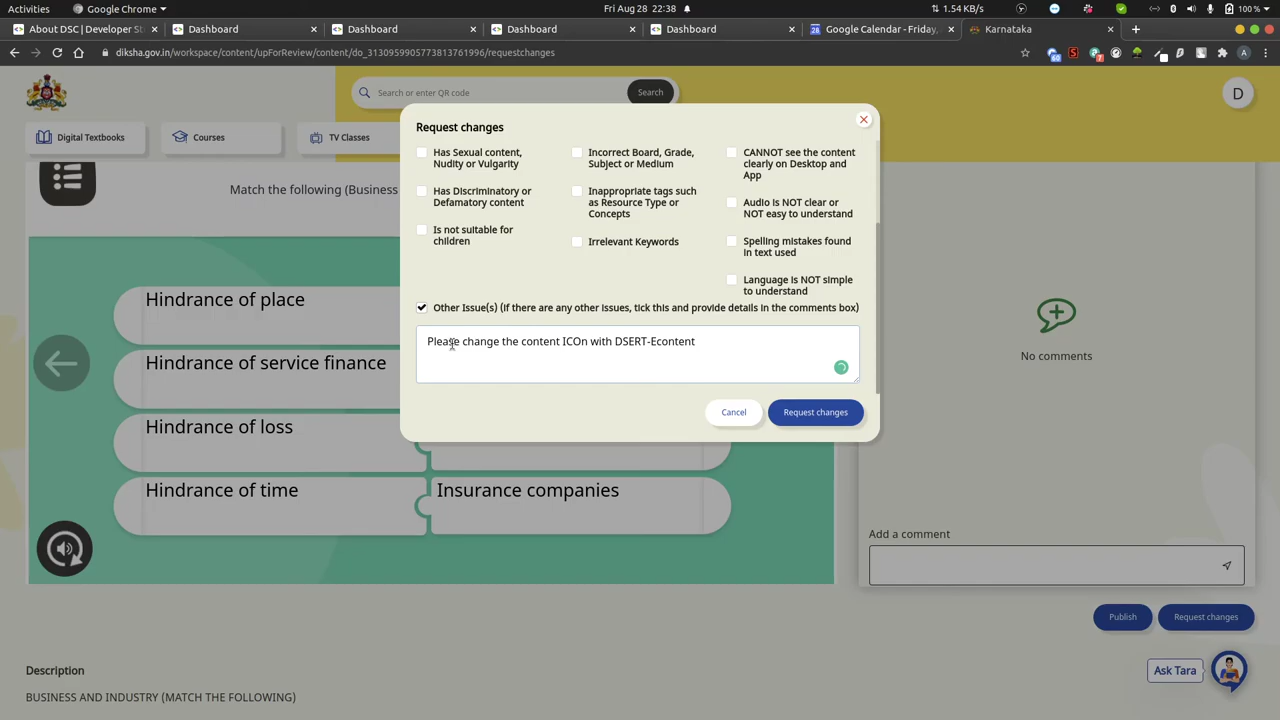 Activities
Google Chrome
Fri Aug 28 22:38
1.54 KB/s
100 %
About DSC | Developer St
Dashboard
Dashboard
Dashboard
Dashboard
Google Calendar - Friday,
Karnataka
diksha.gov.in/workspace/content/upForReview/content/do_313095990577381376​1996/requestchanges
60
S
7
A
Search or enter QR code
Search
D
Digital Textbooks
Courses
TV Classes
Match the following (Business
Hindrance of place
Hindrance of service finance
Hindrance of loss
Hindrance of time
Insurance companies
Request changes
Has Sexual content,
Nudity or Vulgarity
Has Discriminatory or
Defamatory content
Is not suitable for
children
Incorrect Board, Grade,
Subject or Medium
Inappropriate tags such
as Resource Type or
Concepts
Irrelevant Keywords
CANNOT see the content
clearly on Desktop and
App
Audio is NOT clear or
NOT easy to understand
Spelling mistakes found
in text used
Language is NOT simple
to understand
Other Issue(s) (if there are any other issues, tick this and provide details in the comments box)
Please change the content ICOn with DSERT-Econtent
Cancel
Request changes
No comments
Add a comment
Publish
Request changes
Description
BUSINESS AND INDUSTRY (MATCH THE FOLLOWING)
Ask Tara